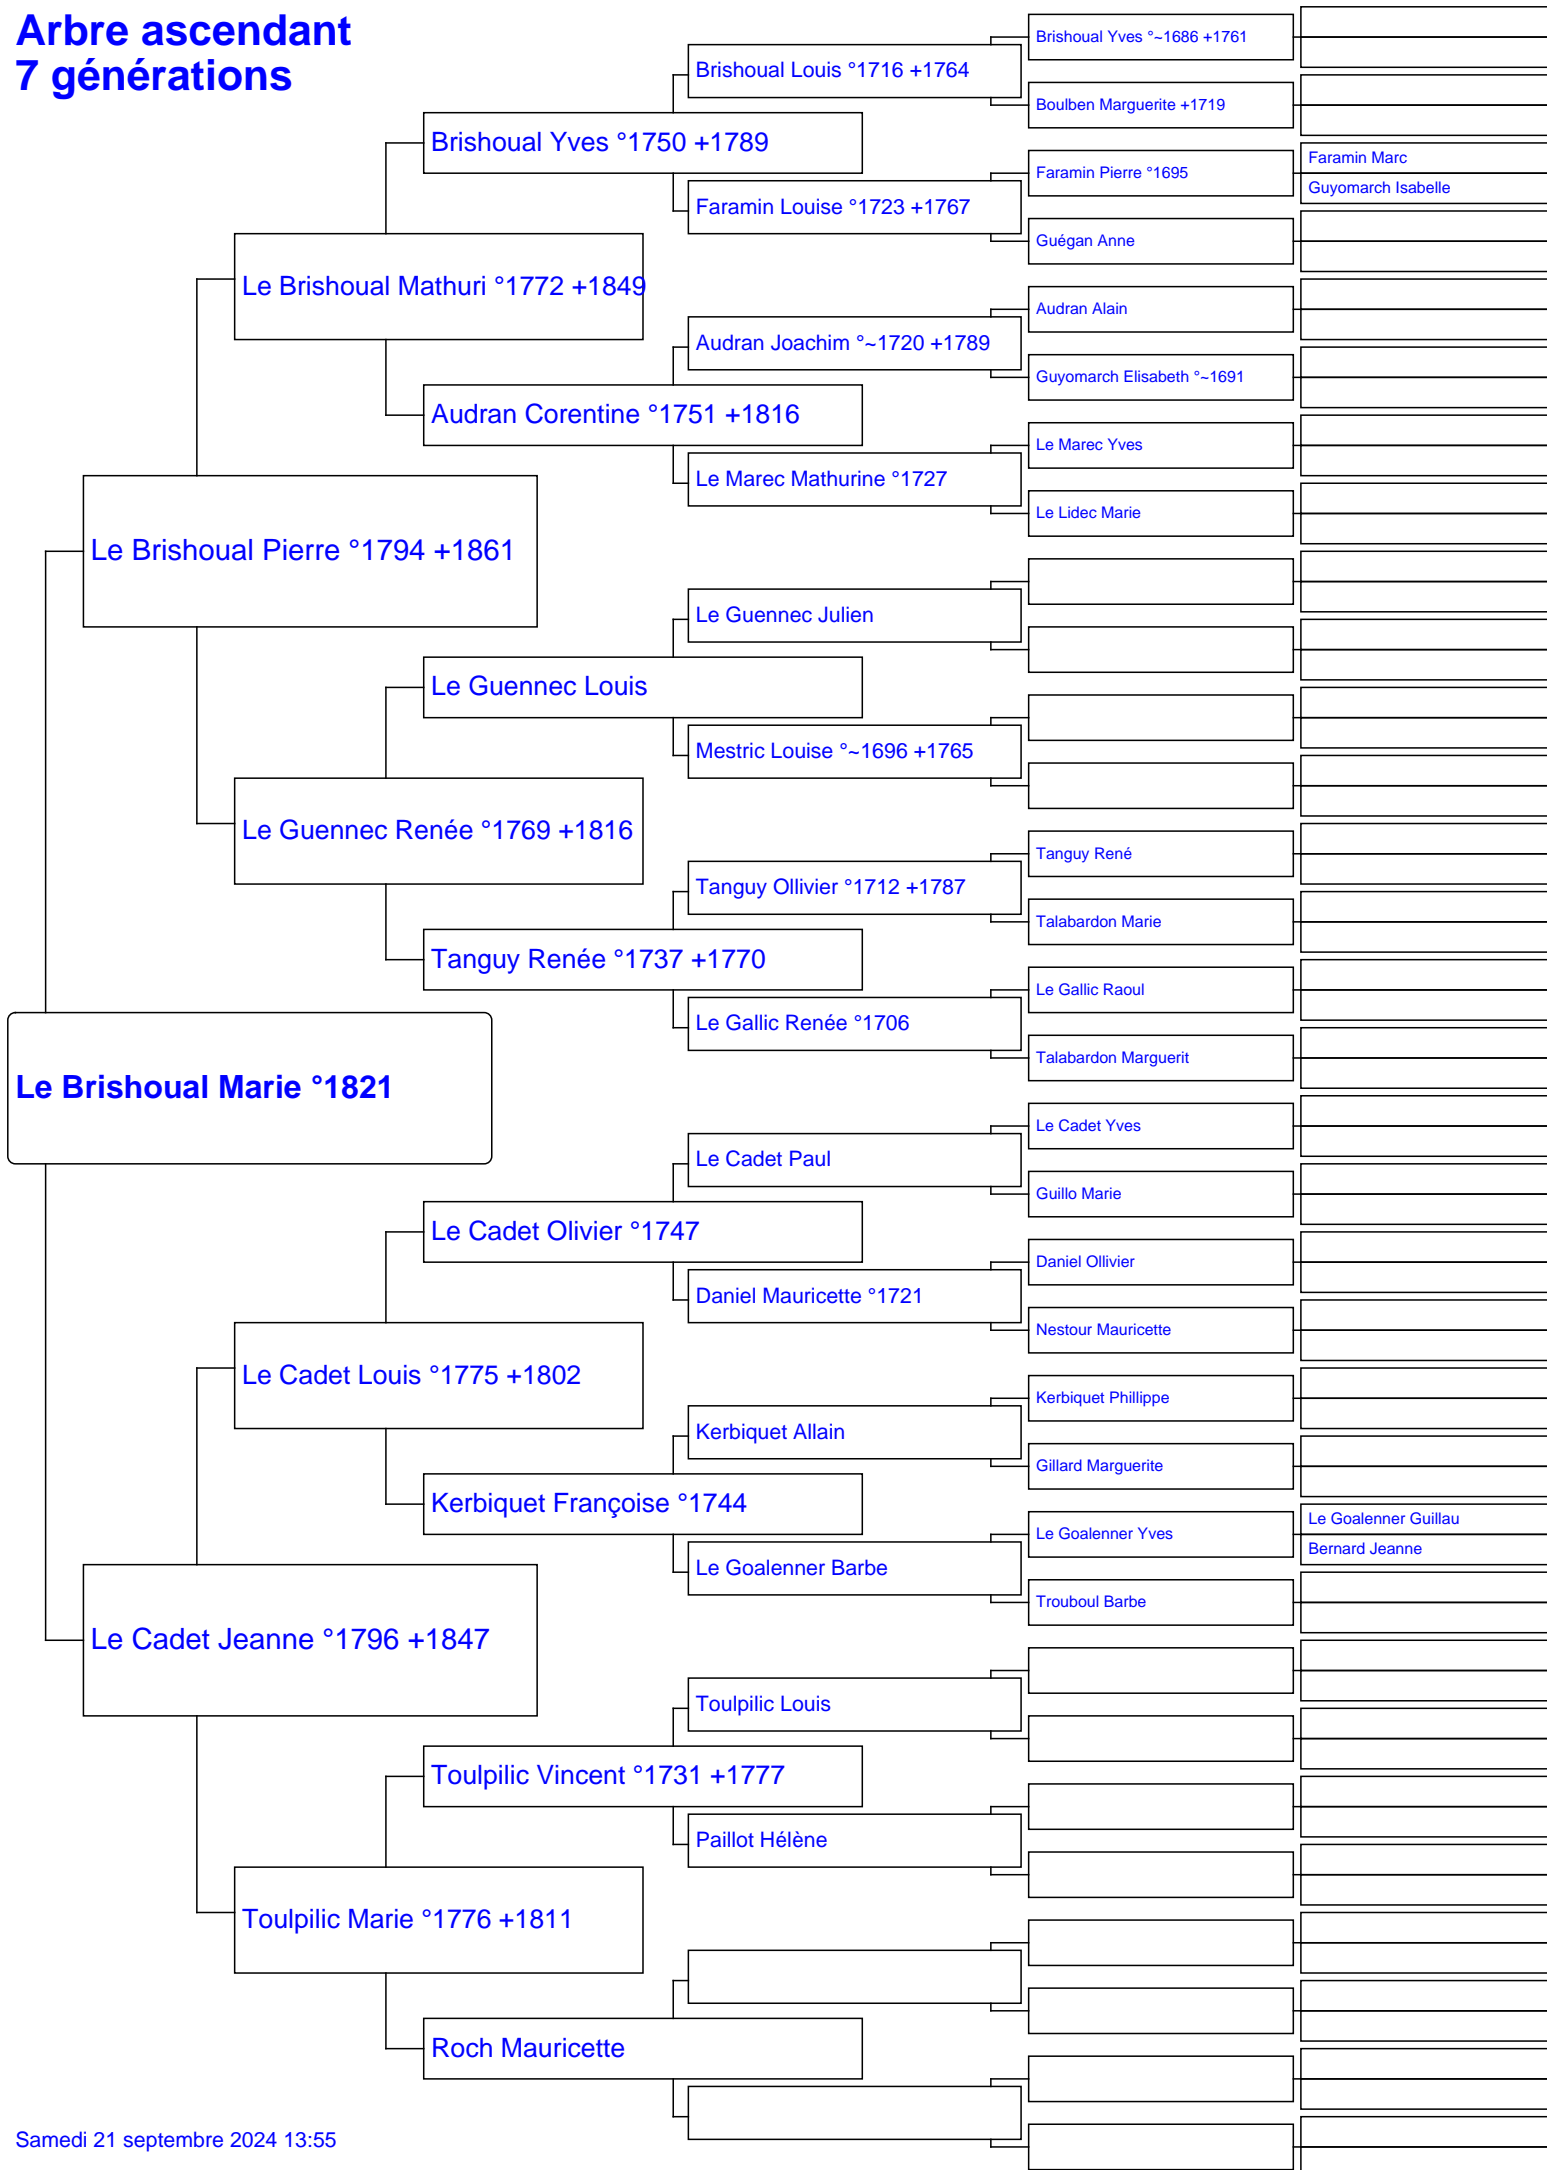 Arbre ascendant
7 générations
Brishoual Yves °~1686 +1761
Brishoual Louis °1716 +1764
Boulben Marguerite +1719
Brishoual Yves °1750 +1789
Faramin Marc
Faramin Pierre °1695
Guyomarch Isabelle
Faramin Louise °1723 +1767
Guégan Anne
Le Brishoual Mathuri °1772 +1849
Audran Alain
Audran Joachim °~1720 +1789
Guyomarch Elisabeth °~1691
Audran Corentine °1751 +1816
Le Marec Yves
Le Marec Mathurine °1727
Le Lidec Marie
Le Brishoual Pierre °1794 +1861
Le Guennec Julien
Le Guennec Louis
Mestric Louise °~1696 +1765
Le Guennec Renée °1769 +1816
Tanguy René
Tanguy Ollivier °1712 +1787
Talabardon Marie
Tanguy Renée °1737 +1770
Le Gallic Raoul
Le Gallic Renée °1706
Talabardon Marguerit
Le Brishoual Marie °1821
Le Cadet Yves
Le Cadet Paul
Guillo Marie
Le Cadet Olivier °1747
Daniel Ollivier
Daniel Mauricette °1721
Nestour Mauricette
Le Cadet Louis °1775 +1802
Kerbiquet Phillippe
Kerbiquet Allain
Gillard Marguerite
Kerbiquet Françoise °1744
Le Goalenner Guillau
Le Goalenner Yves
Bernard Jeanne
Le Goalenner Barbe
Trouboul Barbe
Le Cadet Jeanne °1796 +1847
Toulpilic Louis
Toulpilic Vincent °1731 +1777
Paillot Hélène
Toulpilic Marie °1776 +1811
Roch Mauricette
Samedi 21 septembre 2024 13:55